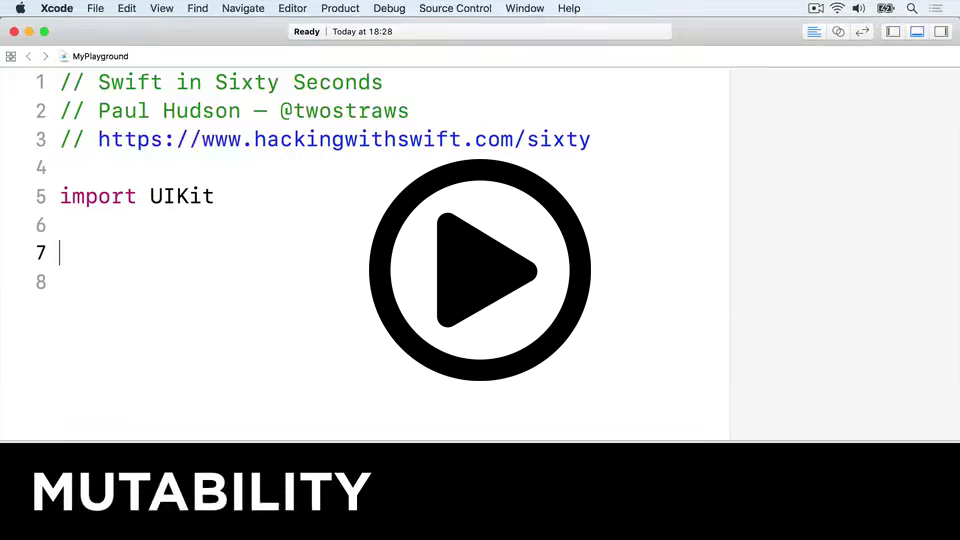 Xcode File Edit View Find Navigate Editor Product Debug Source Control Window Help
Ready | Today at 18:28
MyPlayground
1 // Swift in Sixty Seconds
2 // Paul Hudson — @twostraws
3 // https://www.hackingwithswift.com/sixty
4
5 import UIKit
6
7
8
MUTABILITY